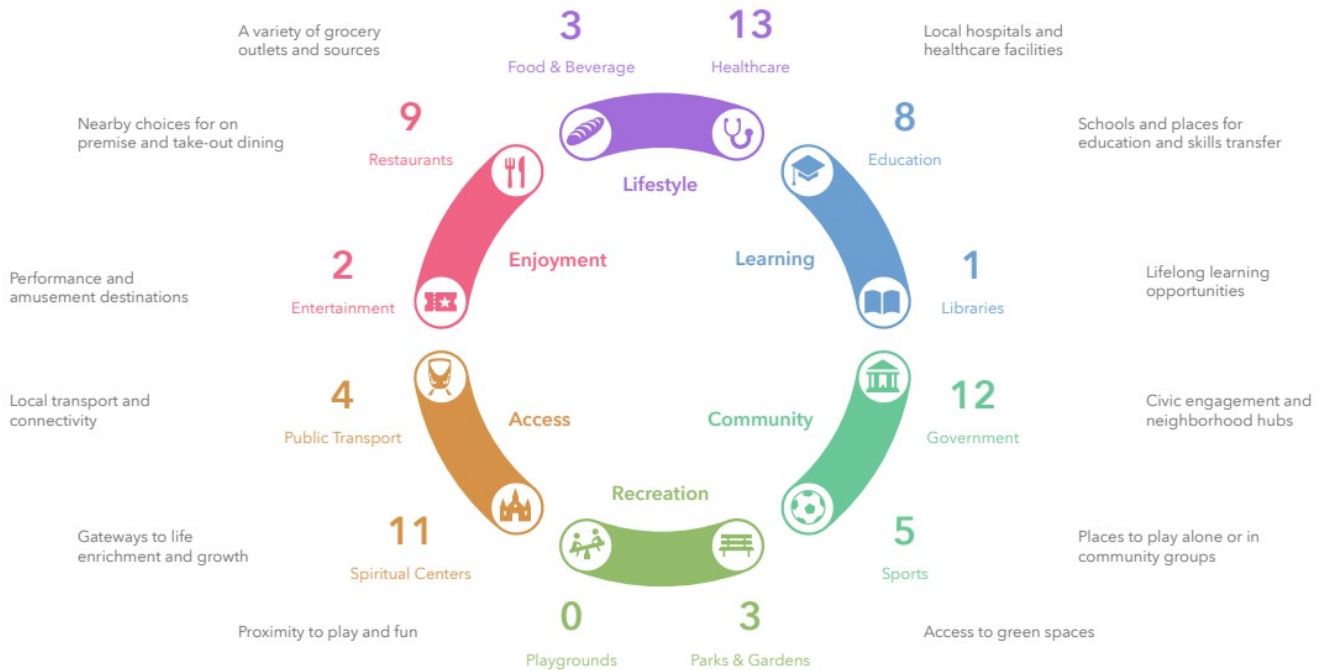 A variety of grocery
outlets and sources
3
Food & Beverage
13
Healthcare
Local hospitals and
healthcare facilities
Nearby choices for on
premise and take-out dining
9
Restaurants
8
Education
Schools and places for
education and skills transfer
Lifestyle
Enjoyment
Learning
Performance and
amusement destinations
2
Entertainment
1
Libraries
Lifelong learning
opportunities
Local transport and
connectivity
4
Public Transport
Access
Community
12
Government
Civic engagement and
neighborhood hubs
Recreation
Gateways to life
enrichment and growth
11
Spiritual Centers
5
Sports
Places to play alone or in
community groups
Proximity to play and fun
0
Playgrounds
3
Parks & Gardens
Access to green spaces